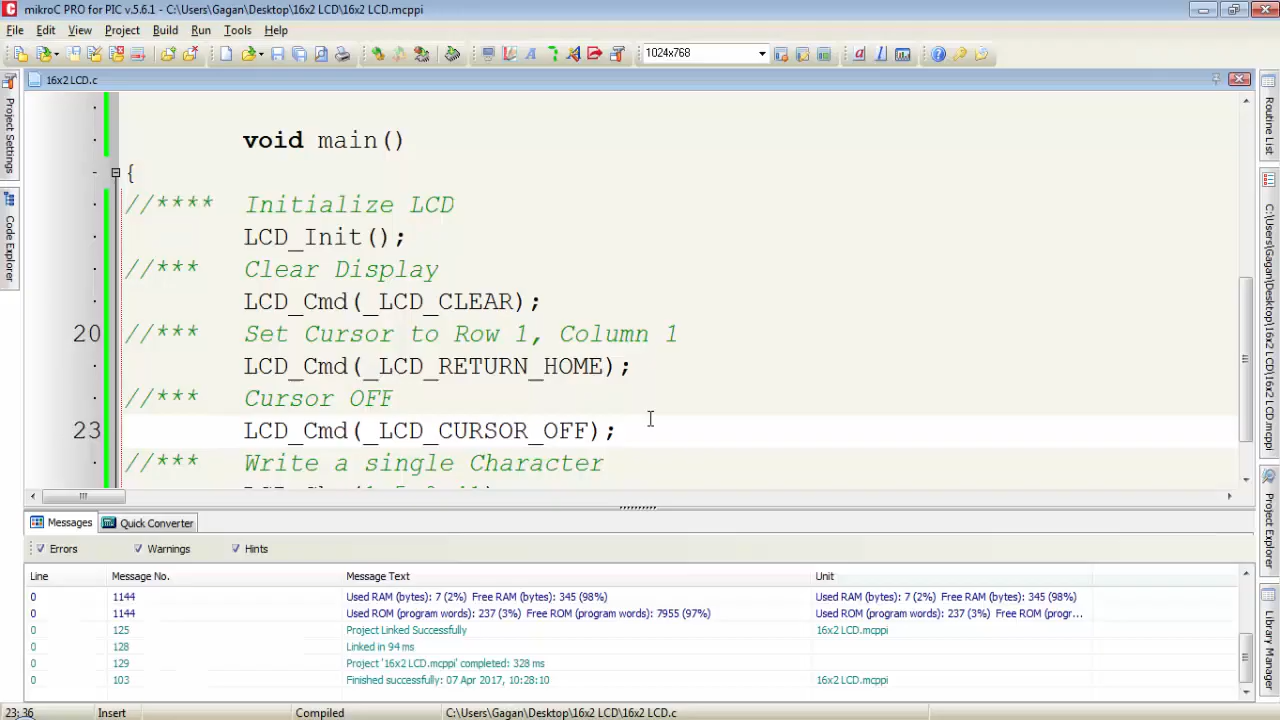 mikroC PRO for PIC v.5.6.1 - C:\Users\Gagan\Desktop\16x2 LCD\16x2 LCD.mcppi
File Edit View Project Build Run Tools Help
1024x768
16x2 LCD.c
void main()
{
//**** Initialize LCD
LCD_Init();
//*** Clear Display
LCD_Cmd(_LCD_CLEAR);
20 //*** Set Cursor to Row 1, Column 1
LCD_Cmd(_LCD_RETURN_HOME);
//*** Cursor OFF
23 LCD_Cmd(_LCD_CURSOR_OFF);
//*** Write a single Character
Project Settings
Code Explorer
Routine List
C:\Users\Gagan\Desktop\16x2 LCD\16x2 LCD.mcppi
Project Explorer
Library Manager
Messages Quick Converter
Errors Warnings Hints
Line Message No. Message Text Unit
0 1144 Used RAM (bytes): 7 (2%) Free RAM (bytes): 345 (98%) Used RAM (bytes): 7 (2%) Free RAM (bytes): 345 (98%)
0 1144 Used ROM (program words): 237 (3%) Free ROM (program words): 7955 (97%) Used ROM (program words): 237 (3%) Free ROM (progr...
0 125 Project Linked Successfully 16x2 LCD.mcppi
0 128 Linked in 94 ms
0 129 Project '16x2 LCD.mcppi' completed: 328 ms
0 103 Finished successfully: 07 Apr 2017, 10:28:10 16x2 LCD.mcppi
23:36 Insert Compiled C:\Users\Gagan\Desktop\16x2 LCD\16x2 LCD.c